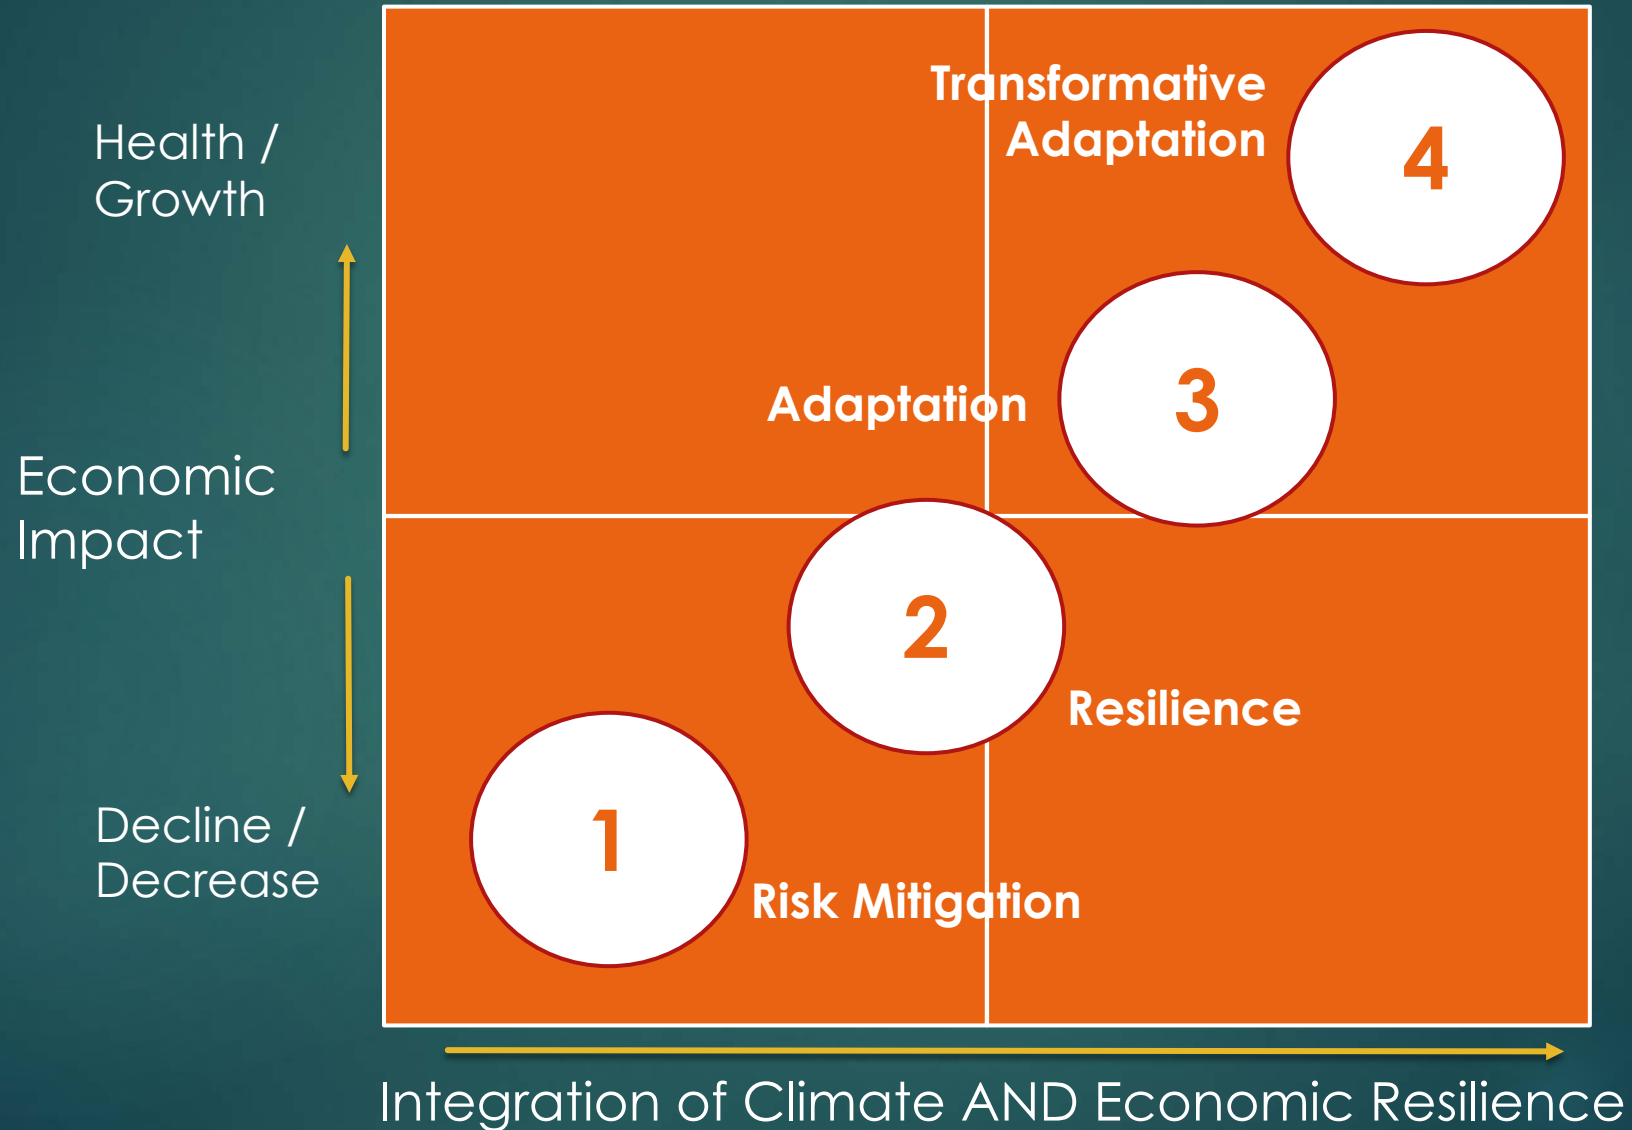 Transformative
Adaptation
4
Health /
Growth
Adaptation
3
Economic
Impact
2
Resilience
Decline /
Decrease
1
Risk Mitigation
Integration of Climate AND Economic Resilience